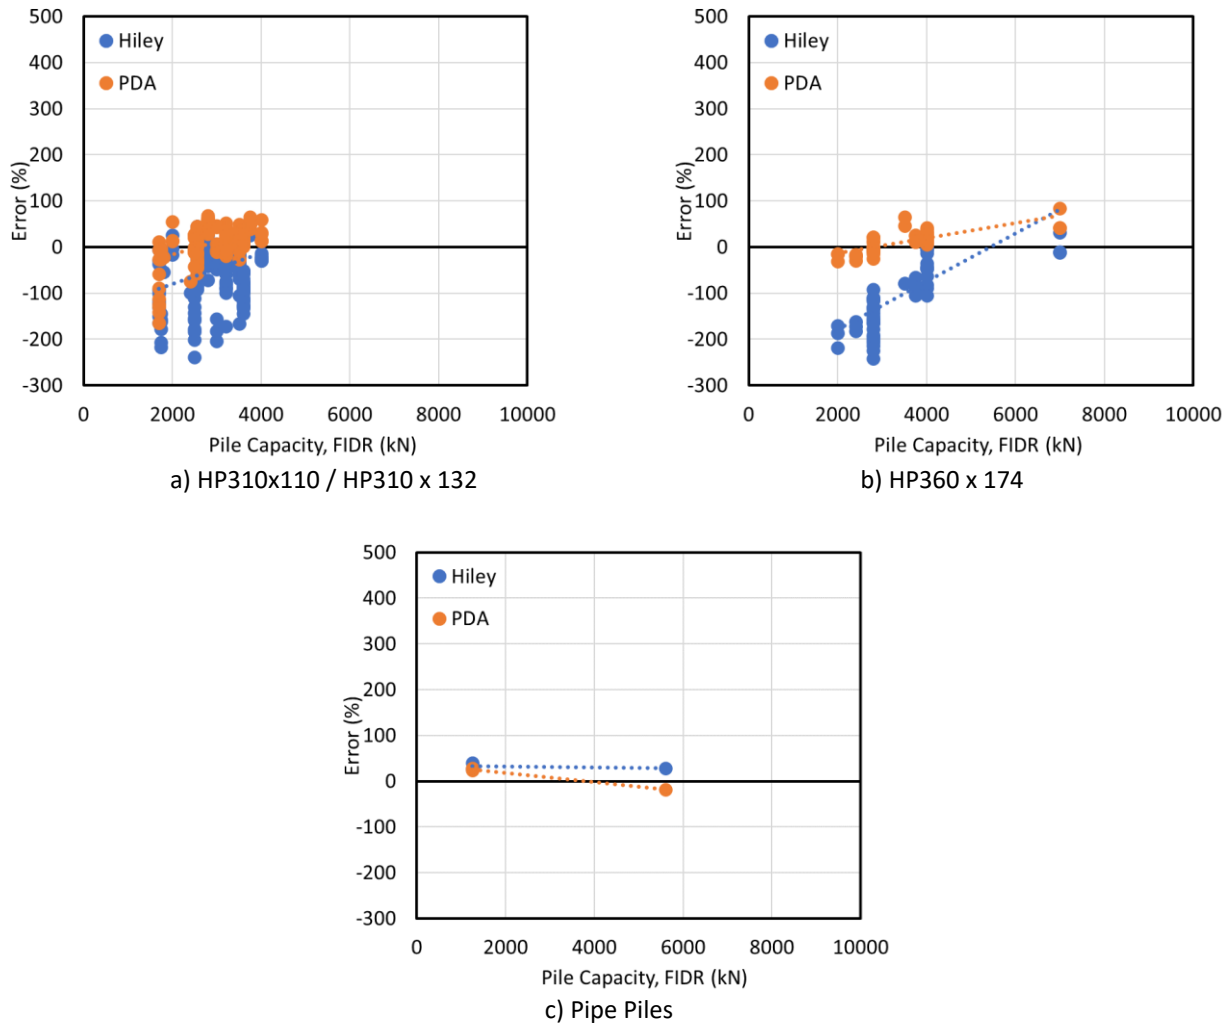 500
400
300
200
100
0
-100
-200
-300
Error (%)
Hiley
PDA
0 2000 4000 6000 8000 10000
Pile Capacity, FIDR (kN)
a) HP310x110 / HP310 x 132
500
400
300
200
100
0
-100
-200
-300
Error (%)
Hiley
PDA
0 2000 4000 6000 8000 10000
Pile Capacity, FIDR (kN)
b) HP360 x 174
500
400
300
200
100
0
-100
-200
-300
Error (%)
Hiley
PDA
0 2000 4000 6000 8000 10000
Pile Capacity, FIDR (kN)
c) Pipe Piles